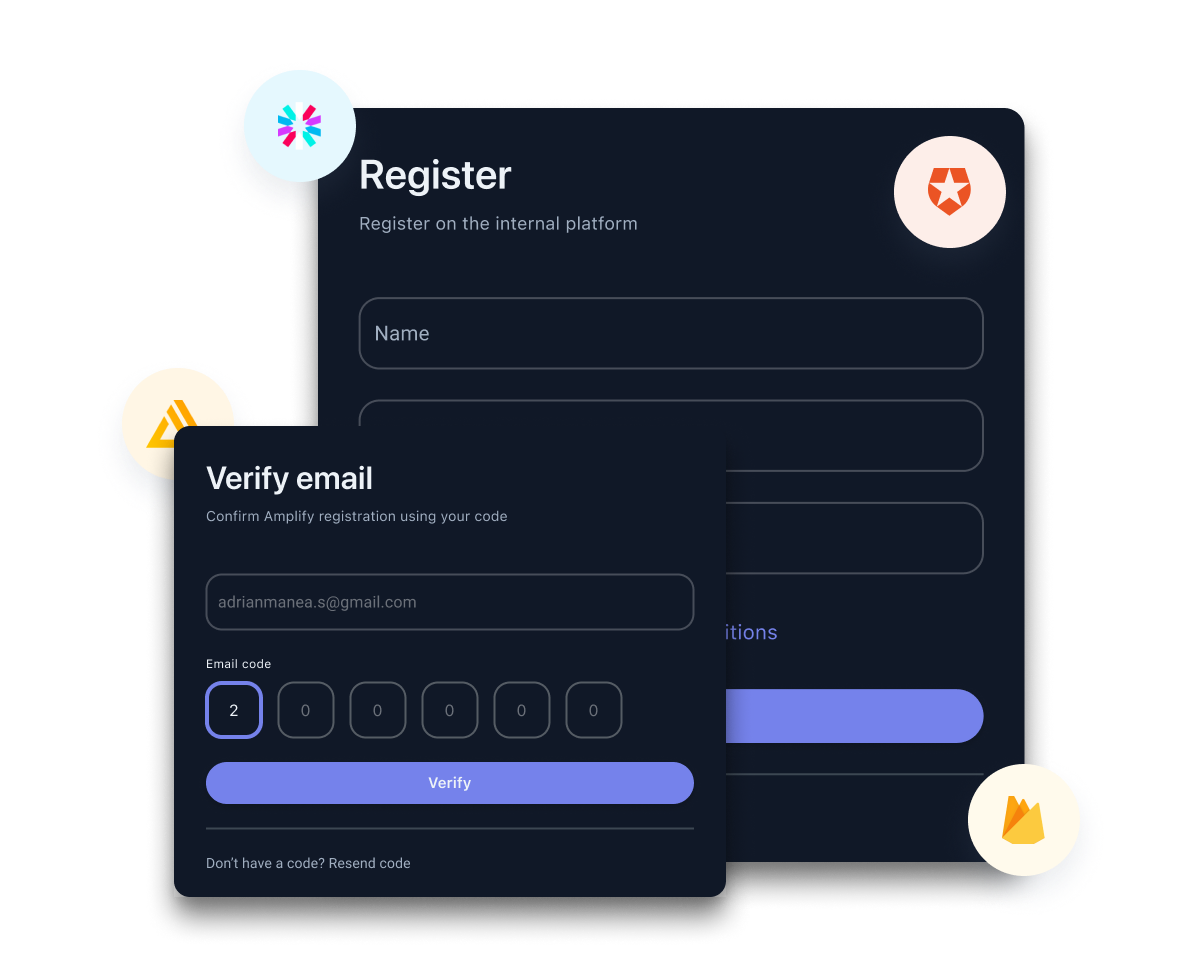 Register
Register on the internal platform
Name
itions
Verify email
Confirm Amplify registration using your code
adrianmanea.s@gmail.com
Email code
2 0 0 0 0 0
Verify
Don't have a code? Resend code